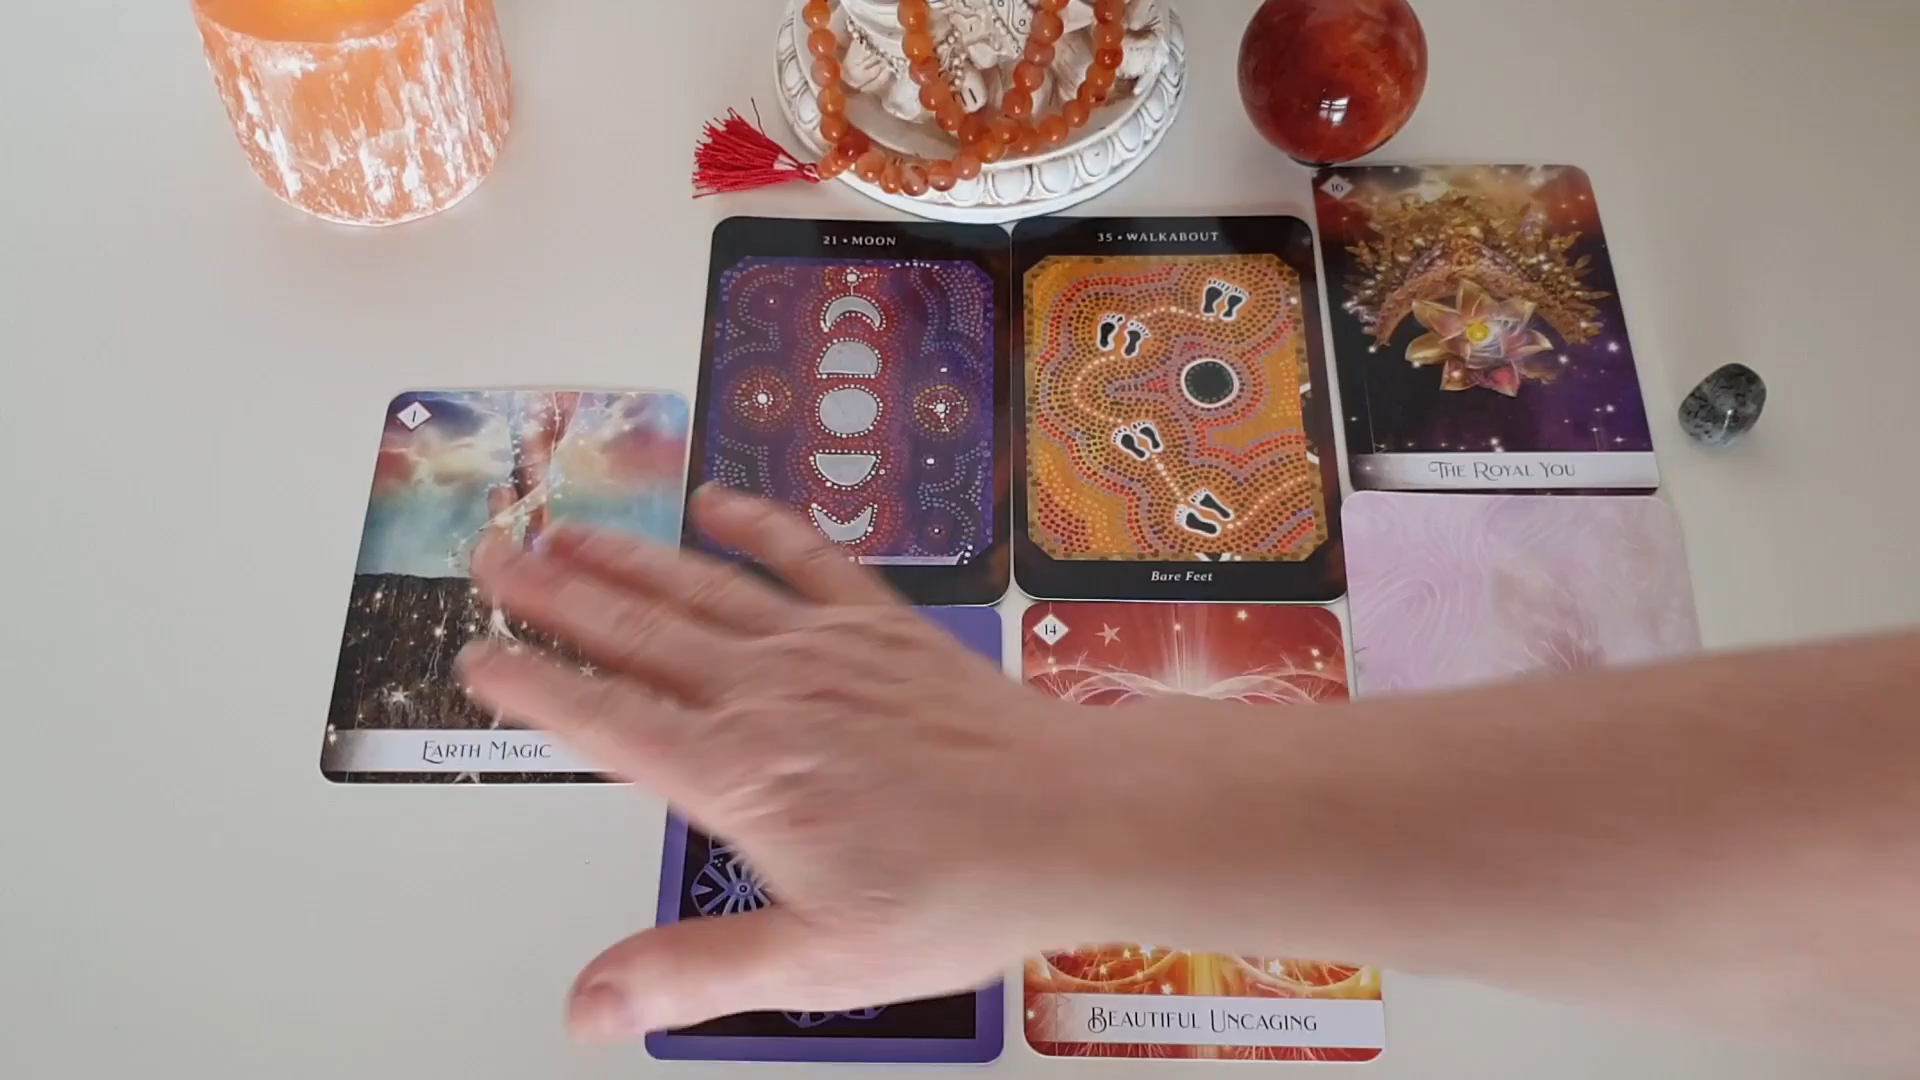 21 • MOON
35 • WALKABOUT
Bare Feet
16
THE ROYAL YOU
1
EARTH MAGIC
14
BEAUTIFUL UNCAGING